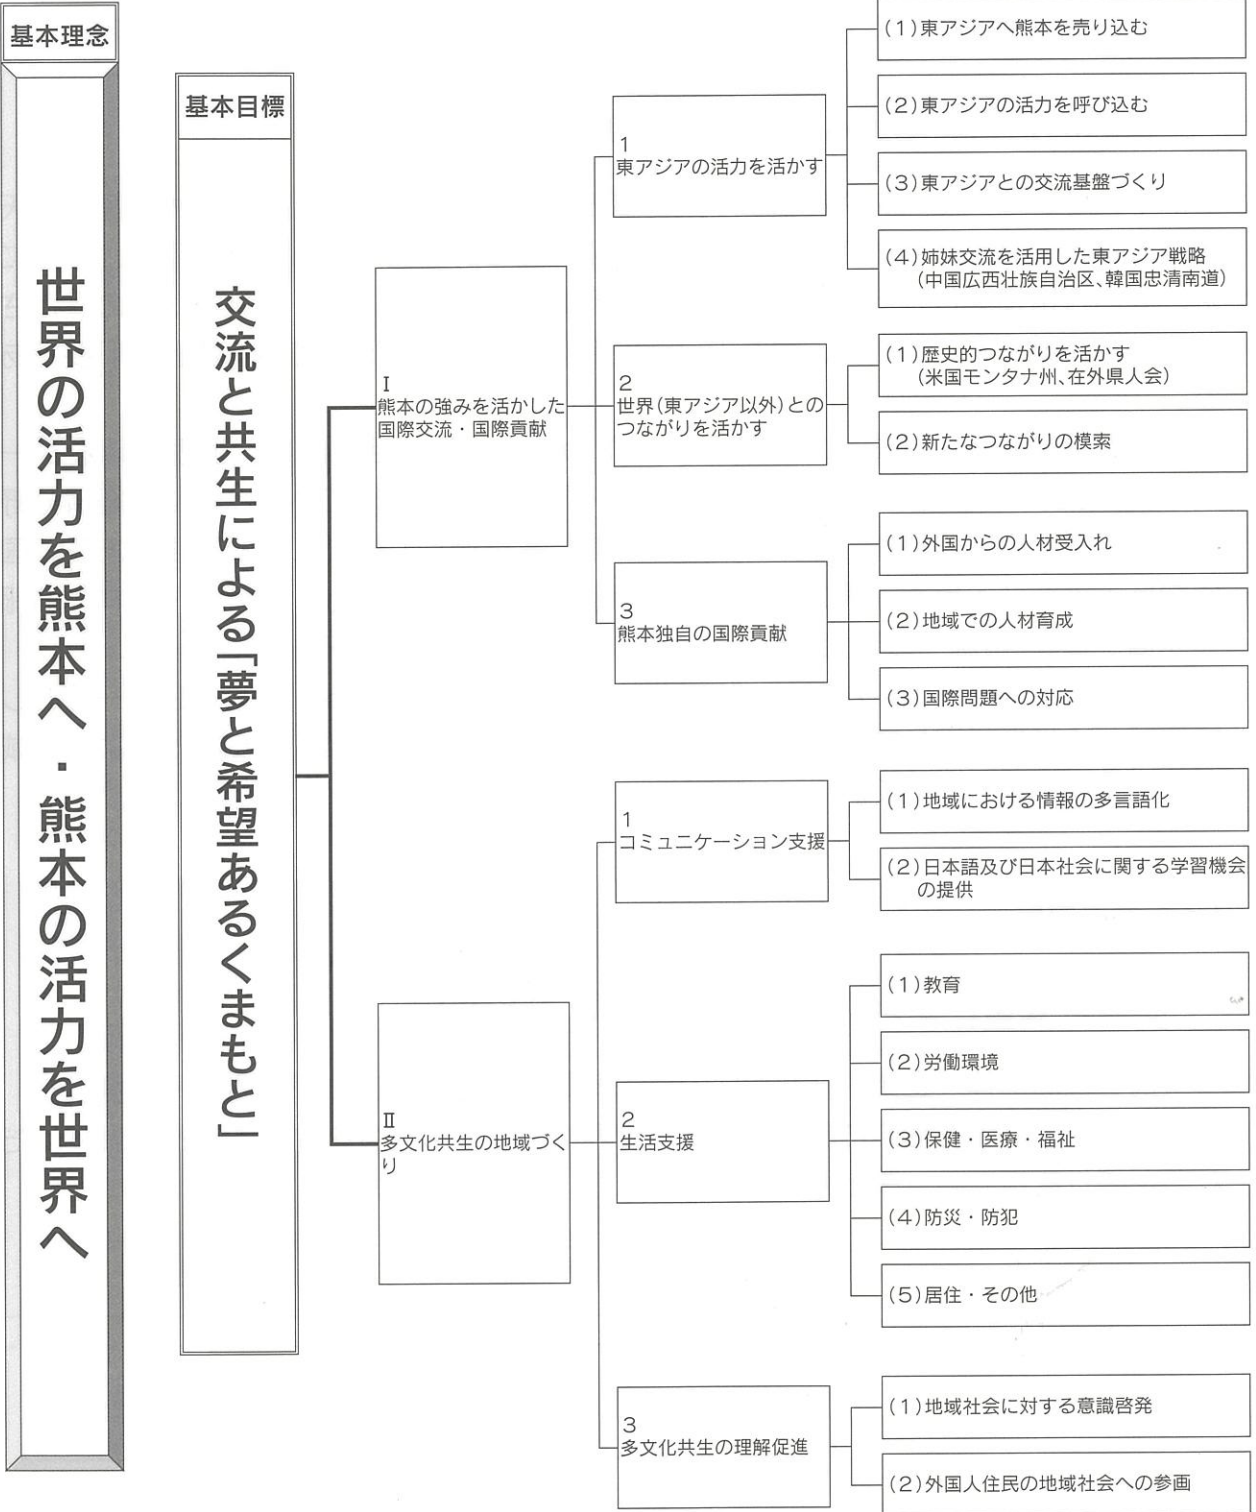 基本理念
世界の活力を熊本へ・熊本の活力を世界へ
基本目標
交流と共生による「夢と希望あるくまもと」
Ⅰ
熊本の強みを活かした
国際交流・国際貢献
1
東アジアの活力を活かす
(1)東アジアへ熊本を売り込む
(2)東アジアの活力を呼び込む
(3)東アジアとの交流基盤づくり
(4)姉妹交流を活用した東アジア戦略
(中国広西壮族自治区、韓国忠清南道)
2
世界(東アジア以外)との
つながりを活かす
(1)歴史的つながりを活かす
(米国モンタナ州、在外県人会)
(2)新たなつながりの模索
3
熊本独自の国際貢献
(1)外国からの人材受入れ
(2)地域での人材育成
(3)国際問題への対応
Ⅱ
多文化共生の地域づく
り
1
コミュニケーション支援
(1)地域における情報の多言語化
(2)日本語及び日本社会に関する学習機会
の提供
2
生活支援
(1)教育
(2)労働環境
(3)保健・医療・福祉
(4)防災・防犯
(5)居住・その他
3
多文化共生の理解促進
(1)地域社会に対する意識啓発
(2)外国人住民の地域社会への参画